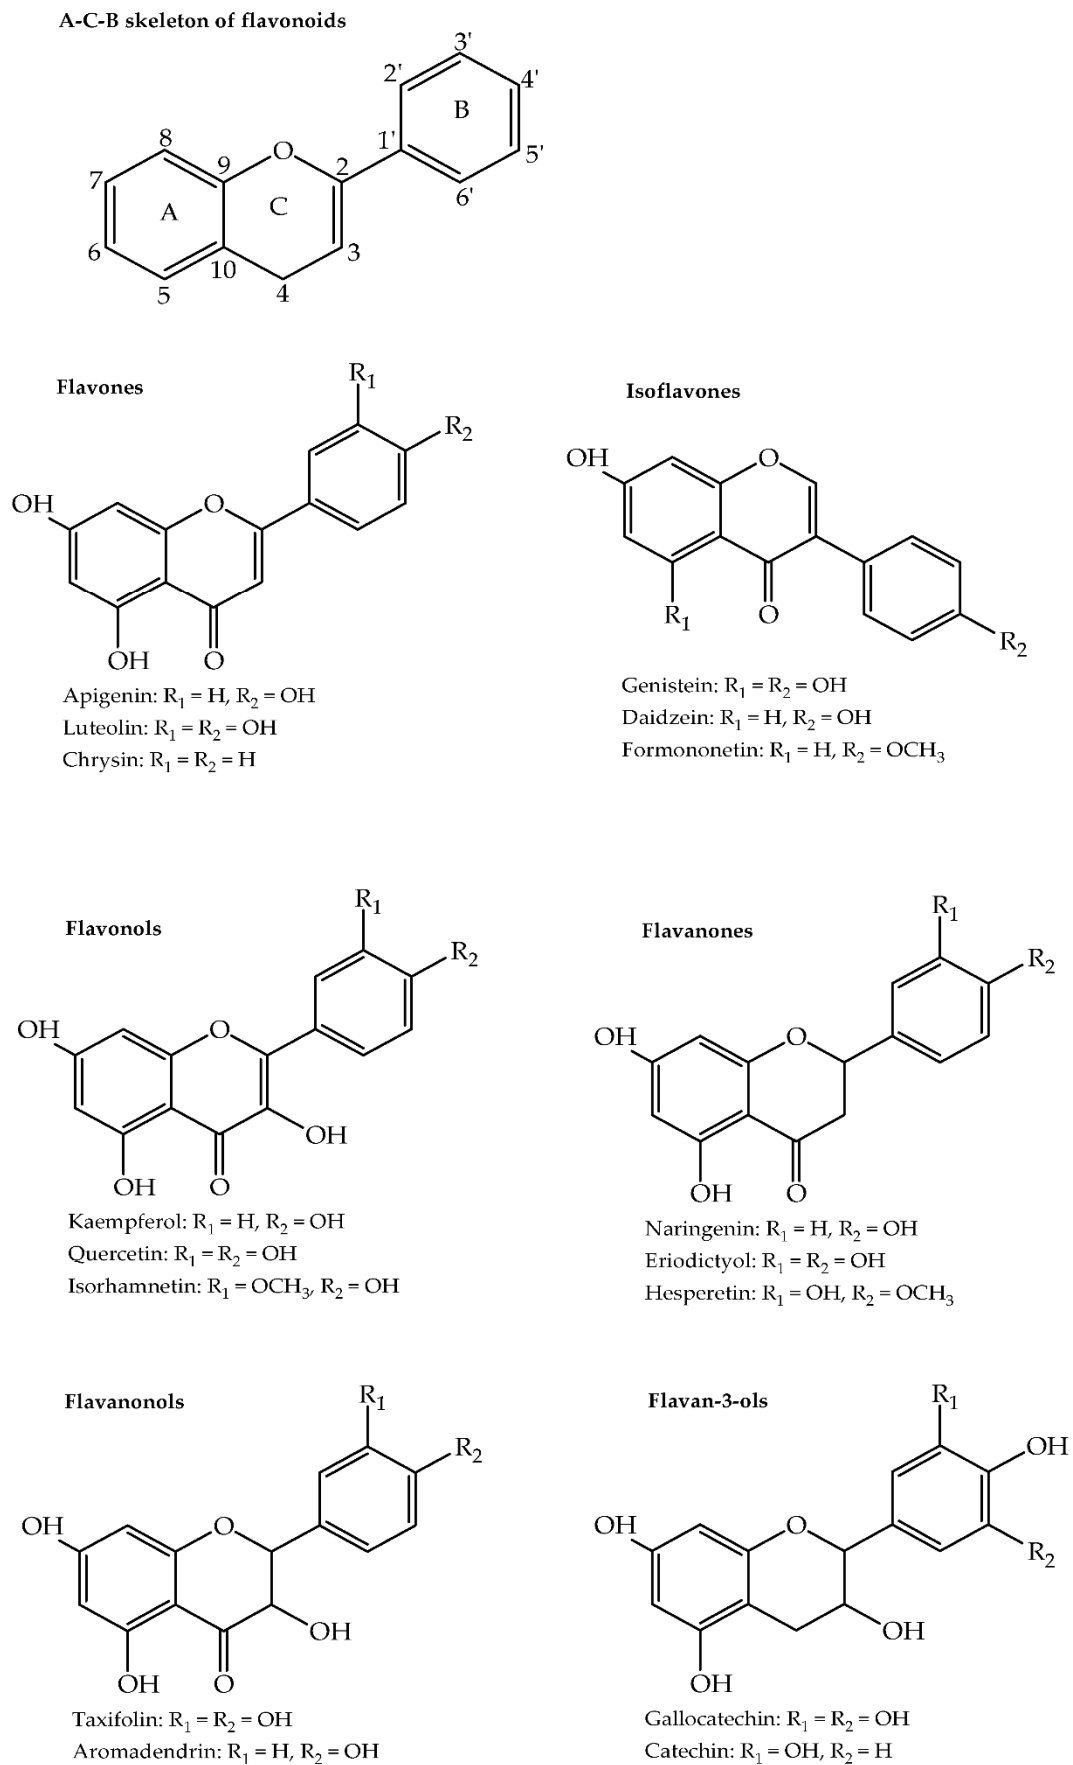 A-C-B skeleton of flavonoids
3'
2'
4'
B
1'
5'
8
O
9
2
6'
7
A
C
6
10
3
5
4
Flavones
R1
R2
OH
O
OH
O
Apigenin: R1 = H, R2 = OH
Luteolin: R1 = R2 = OH
Chrysin: R1 = R2 = H
Isoflavones
OH
O
R1
O
R2
Genistein: R1 = R2 = OH
Daidzein: R1 = H, R2 = OH
Formononetin: R1 = H, R2 = OCH3
Flavonols
R1
R2
OH
O
OH
OH
O
Kaempferol: R1 = H, R2 = OH
Quercetin: R1 = R2 = OH
Isorhamnetin: R1 = OCH3, R2 = OH
Flavanones
R1
R2
OH
O
OH
O
Naringenin: R1 = H, R2 = OH
Eriodictyol: R1 = R2 = OH
Hesperetin: R1 = OH, R2 = OCH3
Flavanonols
R1
R2
OH
O
OH
OH
O
Taxifolin: R1 = R2 = OH
Aromadendrin: R1 = H, R2 = OH
Flavan-3-ols
R1
OH
OH
O
R2
OH
OH
Gallocatechin: R1 = R2 = OH
Catechin: R1 = OH, R2 = H